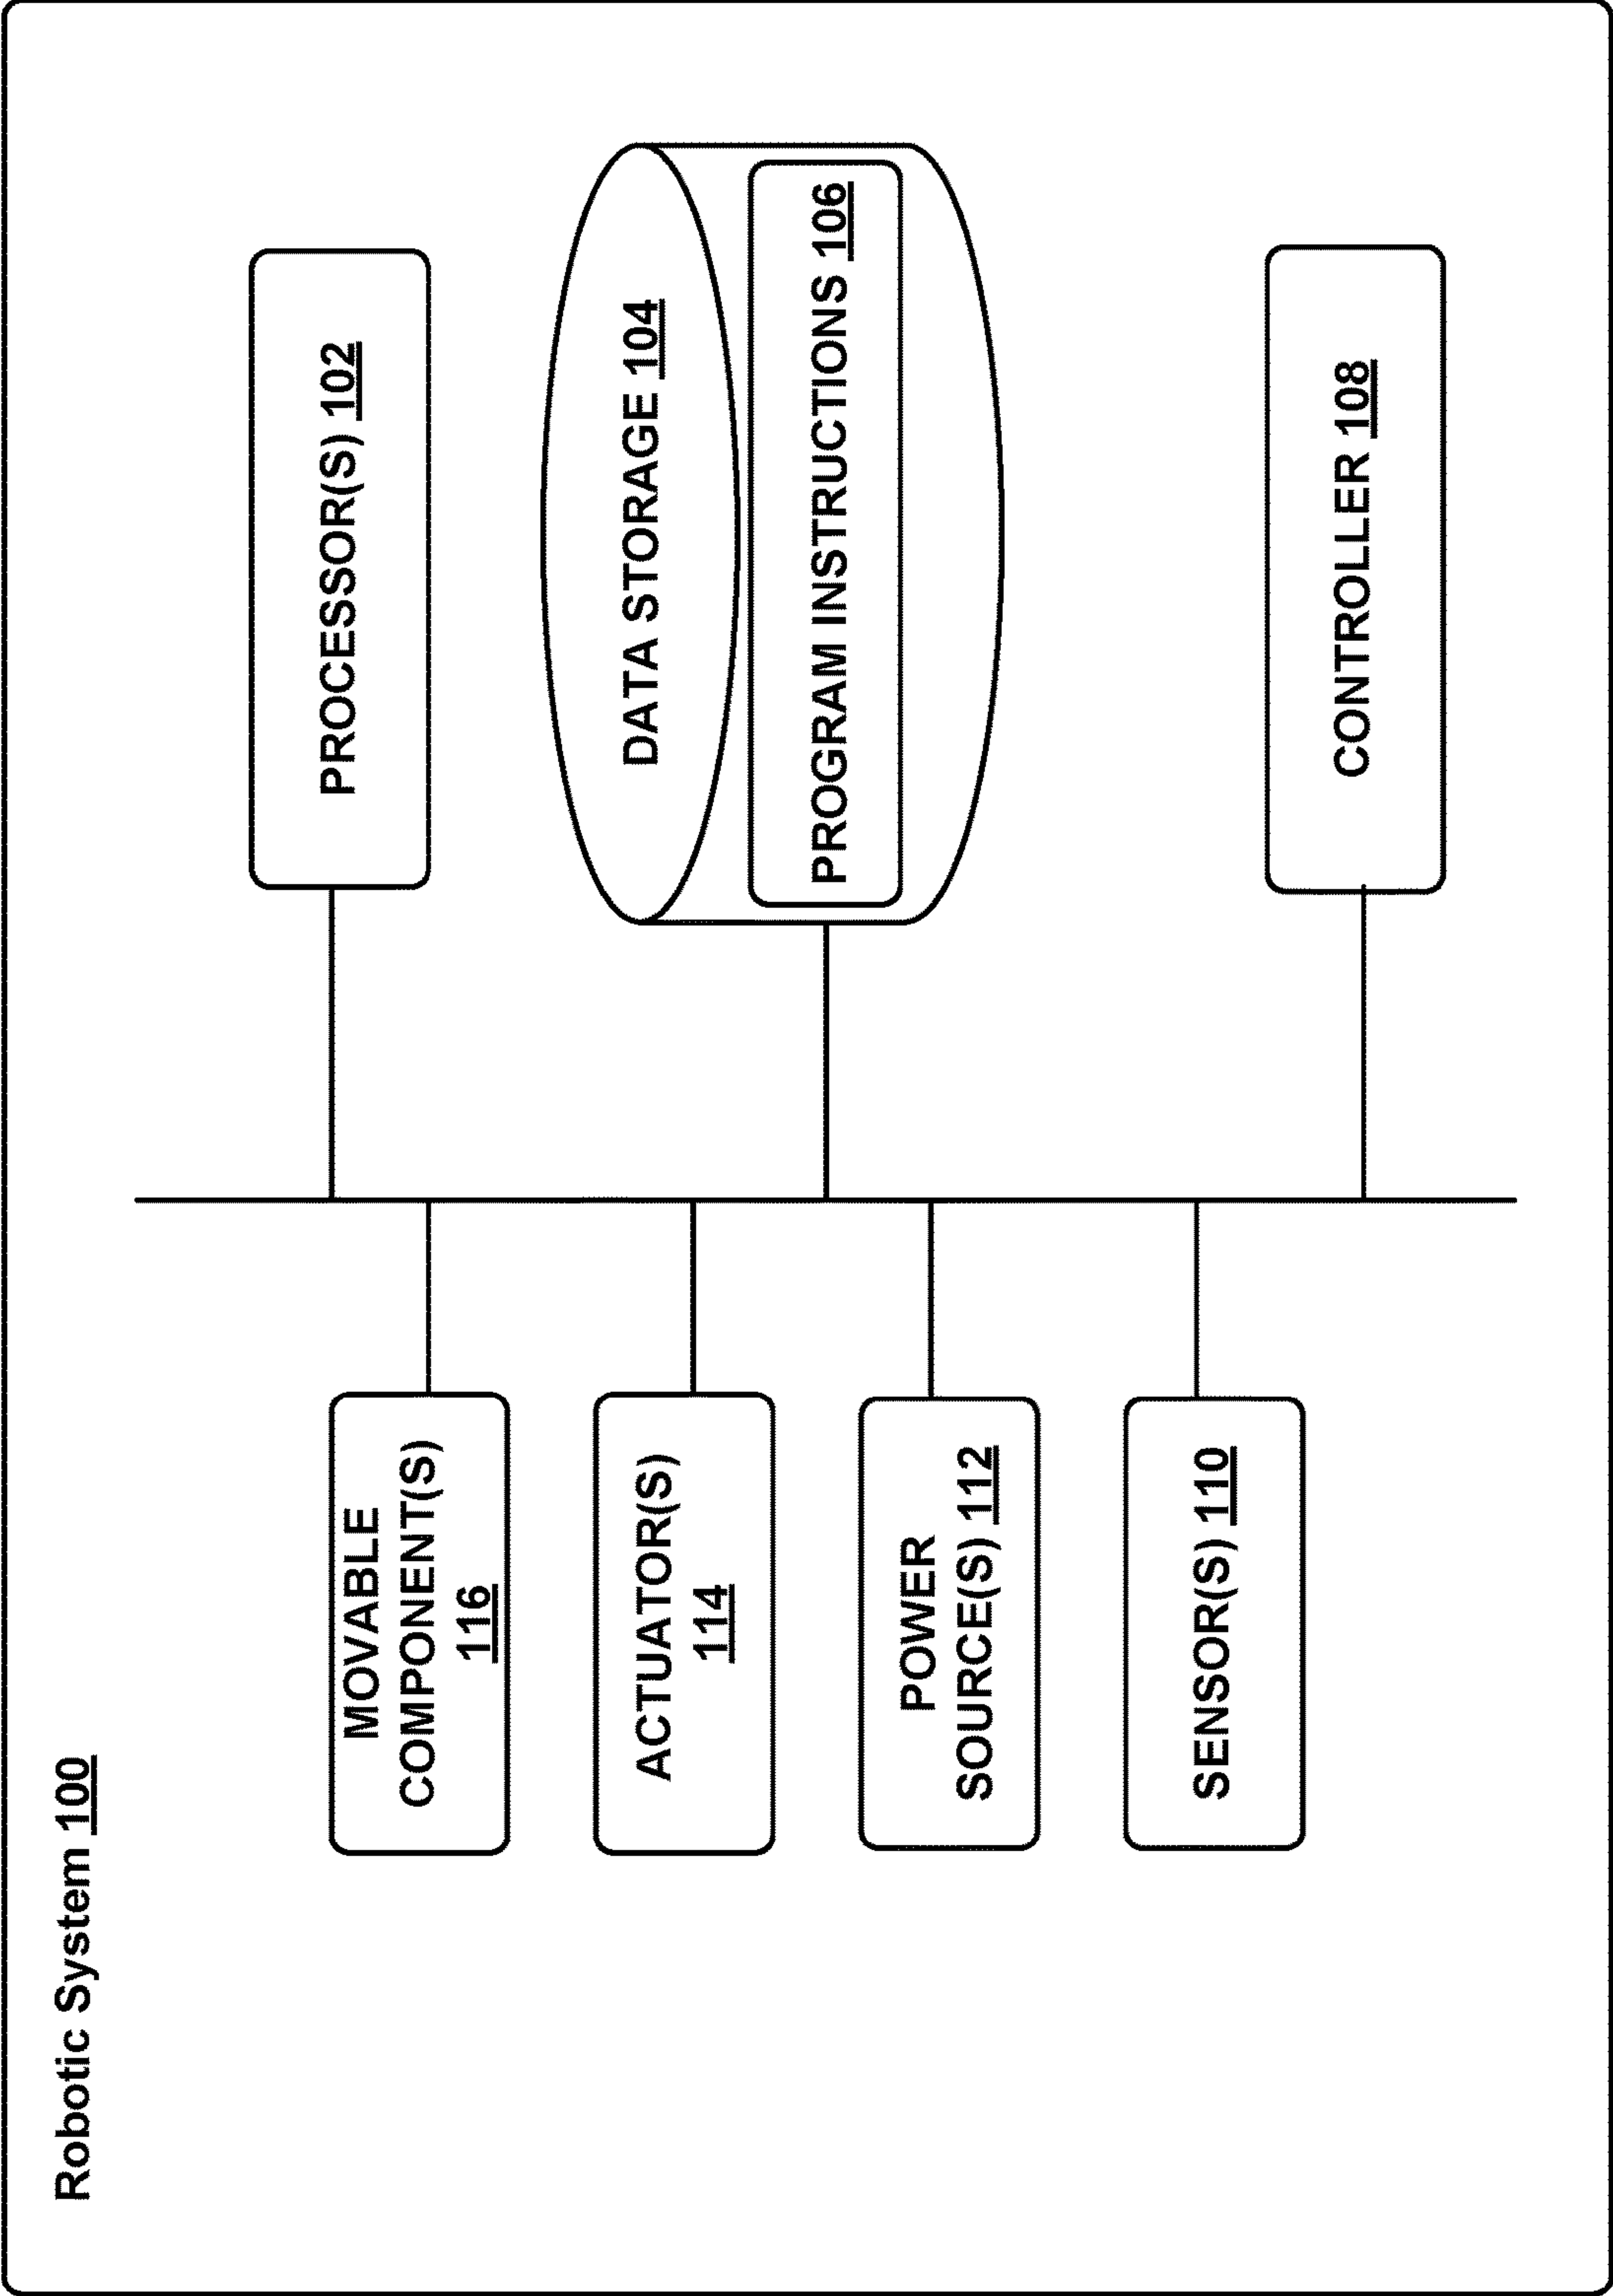 Robotic System 100
MOVABLE
COMPONENT(S)
116
ACTUATOR(S)
114
POWER
SOURCE(S) 112
SENSOR(S) 110
PROCESSOR(S) 102
DATA STORAGE 104
PROGRAM INSTRUCTIONS 106
CONTROLLER 108